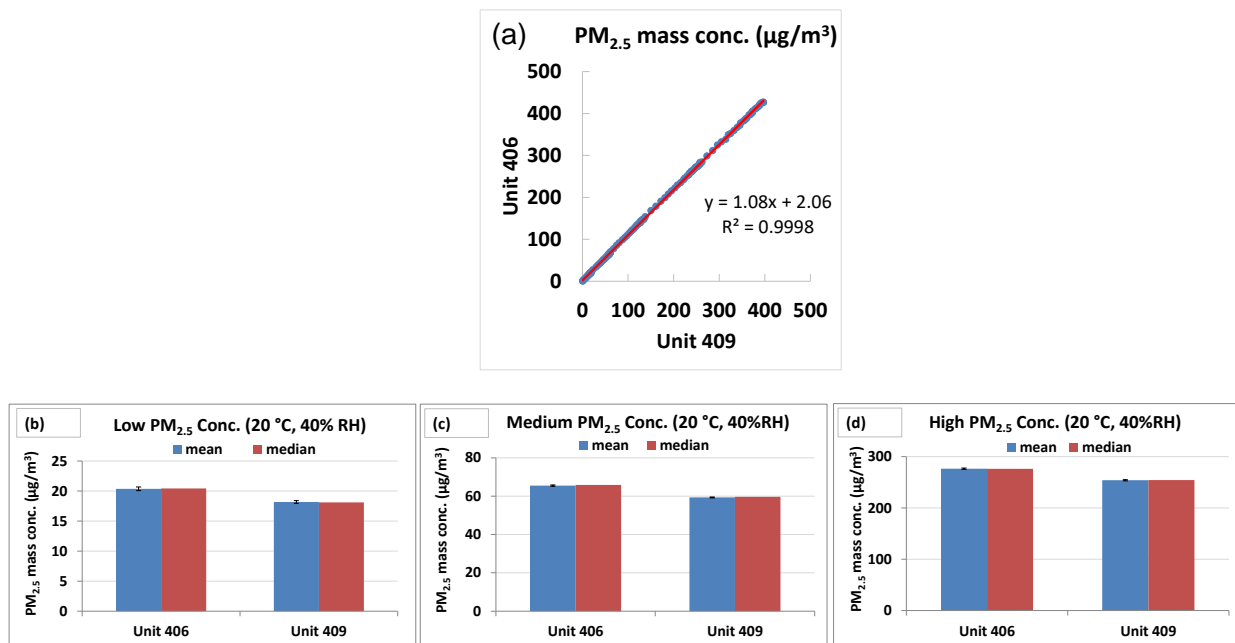 (a) PM₂.₅ mass conc. (µg/m³)
500
400
300
200
100
0
Unit 406
y = 1.08x + 2.06
R² = 0.9998
0 100 200 300 400 500
Unit 409
(b) Low PM₂.₅ Conc. (20 °C, 40% RH)
mean median
PM₂.₅ mass conc. (µg/m³)
25
20
15
10
5
0
Unit 406 Unit 409
(c) Medium PM₂.₅ Conc. (20 °C, 40%RH)
mean median
PM₂.₅ mass conc. (µg/m³)
80
60
40
20
0
Unit 406 Unit 409
(d) High PM₂.₅ Conc. (20 °C, 40%RH)
mean median
PM₂.₅ mass conc. (µg/m³)
300
200
100
0
Unit 406 Unit 409